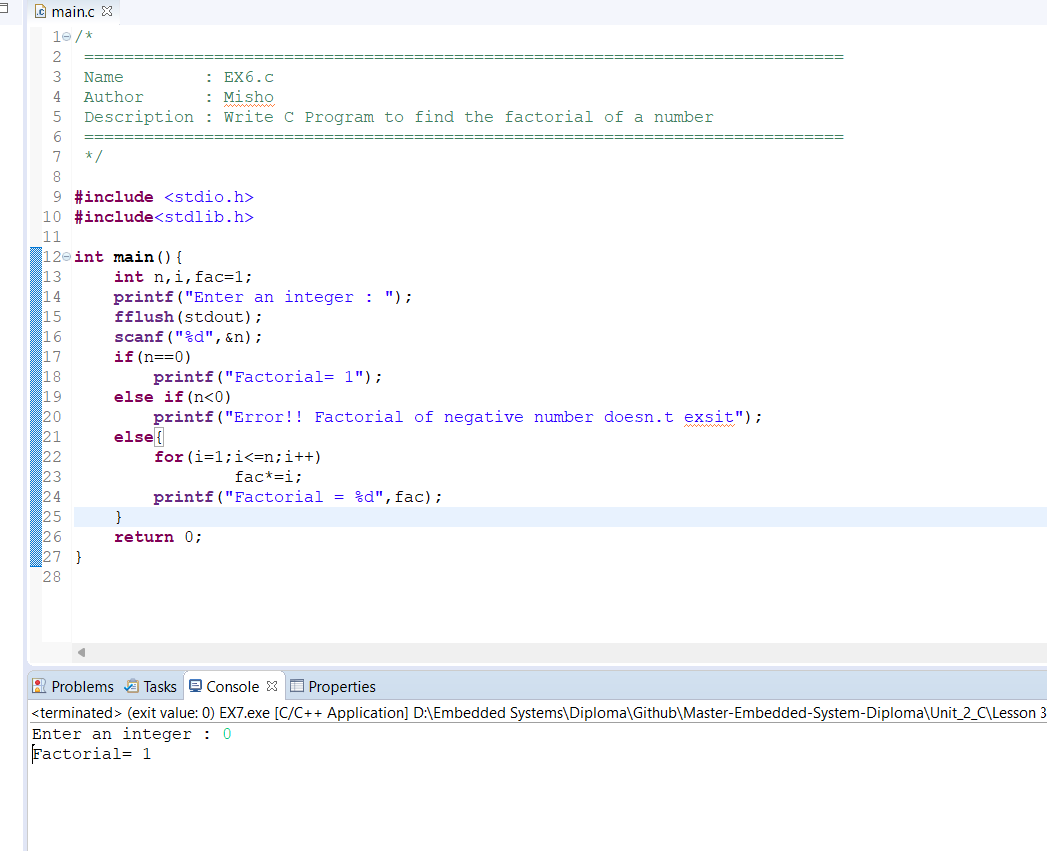 main.c
1 /*
2 ============================================================================
3 Name        : EX6.c
4 Author      : Misho
5 Description : Write C Program to find the factorial of a number
6 ============================================================================
7 */
8
9 #include <stdio.h>
10 #include<stdlib.h>
11
12 int main(){
13     int n,i,fac=1;
14     printf("Enter an integer : ");
15     fflush(stdout);
16     scanf("%d",&n);
17     if(n==0)
18         printf("Factorial= 1");
19     else if(n<0)
20         printf("Error!! Factorial of negative number doesn.t exsit");
21     else{
22         for(i=1;i<=n;i++)
23                 fac*=i;
24         printf("Factorial = %d",fac);
25     }
26     return 0;
27 }
28
Problems Tasks Console Properties
<terminated> (exit value: 0) EX7.exe [C/C++ Application] D:\Embedded Systems\Diploma\Github\Master-Embedded-System-Diploma\Unit_2_C\Lesson 3
Enter an integer : 0
Factorial= 1